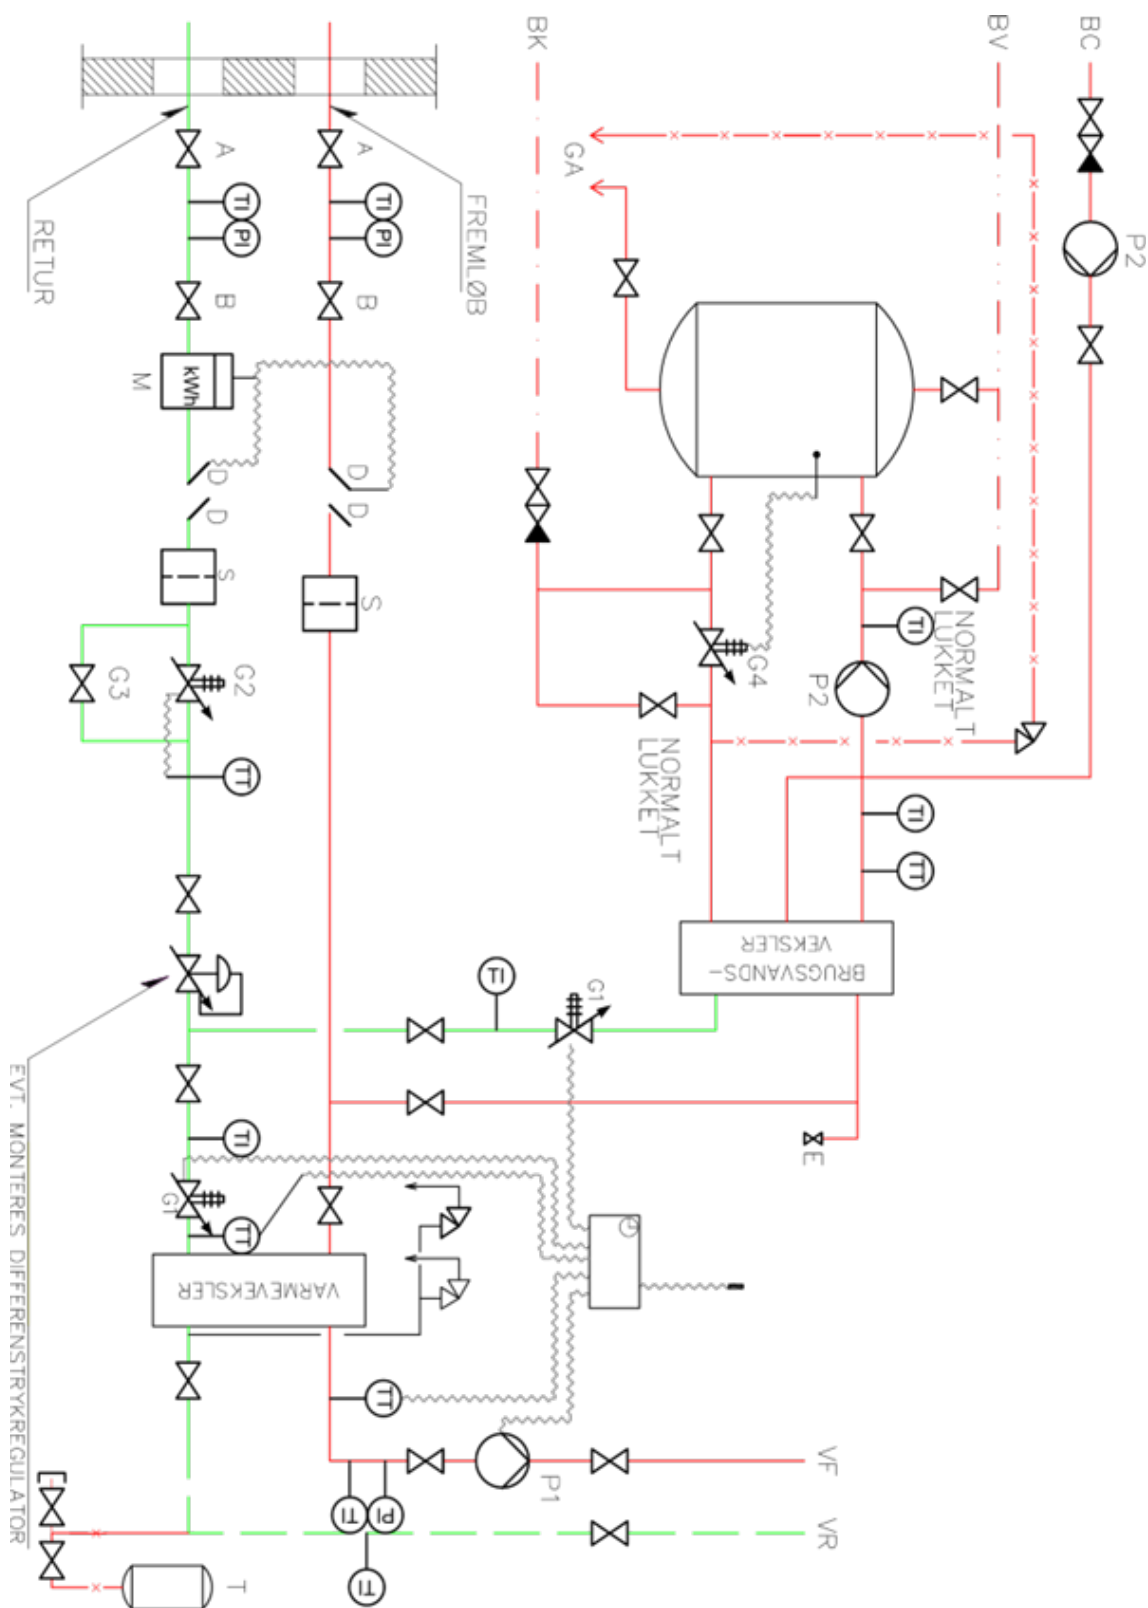 BK
BV
BC
P2
GA
FREMLØB
RETUR
A
A
TI
PI
TI
PI
B
B
M
kWh
D
D
D
D
S
S
G2
G3
TT
NORMALT
LUKKET
TI
P2
G4
NORMALT
LUKKET
TI
TT
BRUGSVANDS-
VEKSLER
TI
G1
E
EVT. MONTERES DIFFERENSTRYKREGULATOR
TI
G1
TT
VARMEVEKSLER
TT
P1
VF
TI
PI
VR
TI
T